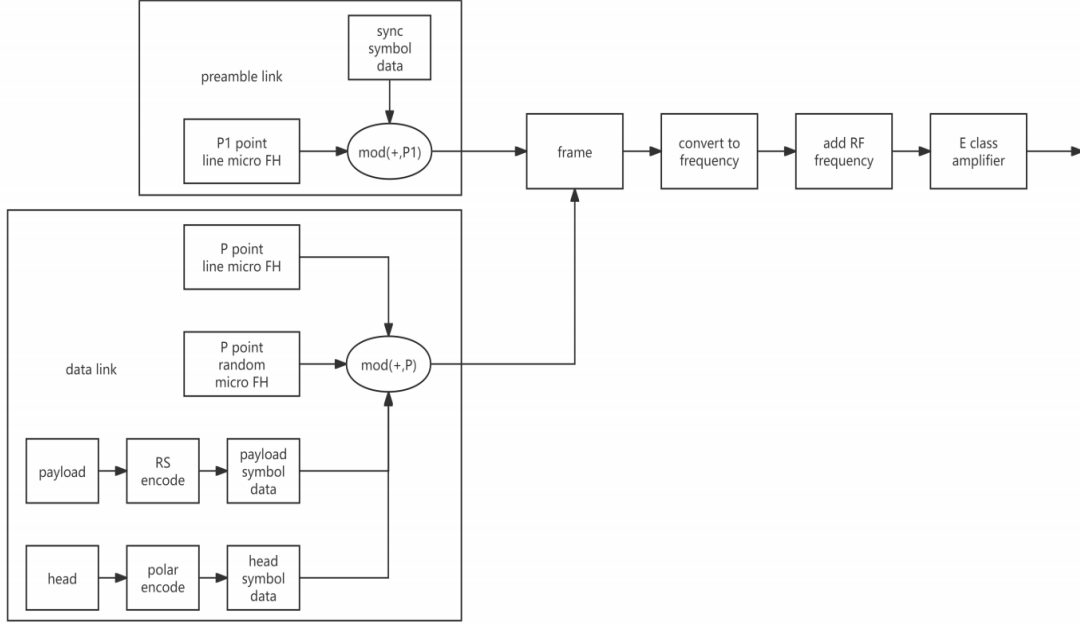 sync
symbol
data
preamble link
P1 point
line micro FH
mod(+,P1)
frame
convert to
frequency
add RF
frequency
E class
amplifier
P point
line micro FH
P point
random
micro FH
mod(+,P)
data link
payload
RS
encode
payload
symbol
data
head
polar
encode
head
symbol
data